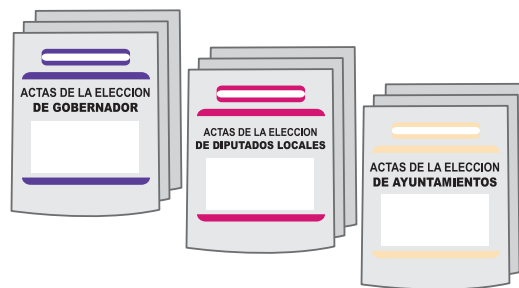 ACTAS DE LA ELECCION
DE GOBERNADOR
ACTAS DE LA ELECCION
DE DIPUTADOS LOCALES
ACTAS DE LA ELECCION
DE AYUNTAMIENTOS